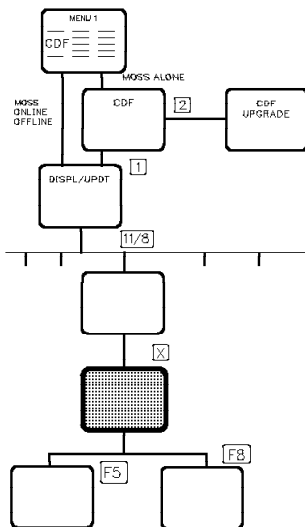 MENU 1
CDF
MOSS ALONE
MOSS
ONLINE
OFFLINE
CDF
2
CDF
UPGRADE
1
DISPL/UPDT
11/8
X
F5
F8